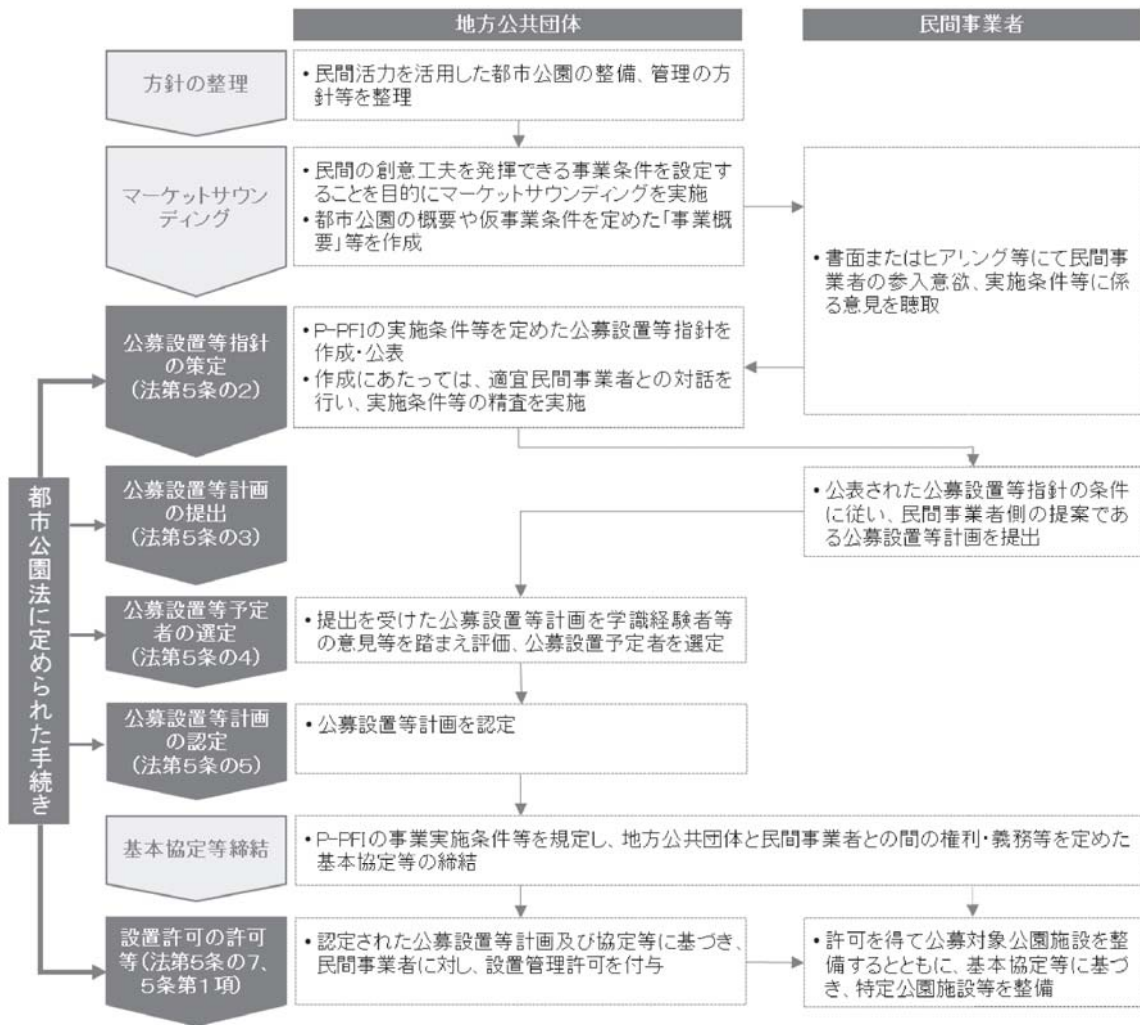 地方公共団体
民間事業者
方針の整理
• 民間活力を活用した都市公園の整備、管理の方
針等を整理
マーケットサウン
ディング
• 民間の創意工夫を発揮できる事業条件を設定す
ることを目的にマーケットサウンディングを実施
• 都市公園の概要や仮事業条件を定めた「事業概
要」等を作成
• 書面またはヒアリング等にて民間事
業者の参入意欲、実施条件等に係
る意見を聴取
公募設置等指針
の策定
(法第5条の2)
• P-PFIの実施条件等を定めた公募設置等指針を
作成・公表
• 作成にあたっては、適宜民間事業者との対話を
行い、実施条件等の精査を実施
都市公園法に定められた手続き
公募設置等計画
の提出
(法第5条の3)
• 公表された公募設置等指針の条件
に従い、民間事業者側の提案であ
る公募設置等計画を提出
公募設置等予定
者の選定
(法第5条の4)
• 提出を受けた公募設置等計画を学識経験者等
の意見等を踏まえ評価、公募設置予定者を選定
公募設置等計画
の認定
(法第5条の5)
• 公募設置等計画を認定
基本協定等締結
• P-PFIの事業実施条件等を規定し、地方公共団体と民間事業者との間の権利・義務等を定めた
基本協定等の締結
設置許可の許可
等(法第5条の7、
5条第1項)
• 認定された公募設置等計画及び協定等に基づき、
民間事業者に対し、設置管理許可を付与
• 許可を得て公募対象公園施設を整
備するとともに、基本協定等に基づ
き、特定公園施設等を整備